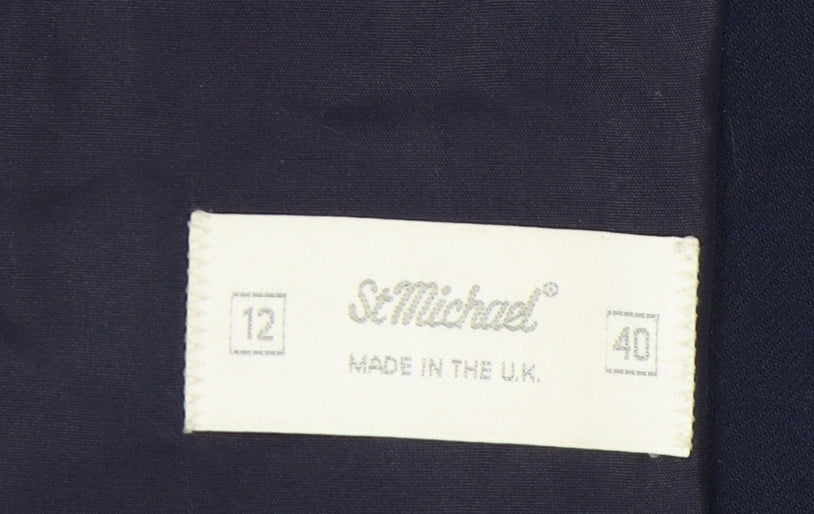 12
St Michael®
MADE IN THE U.K.
40